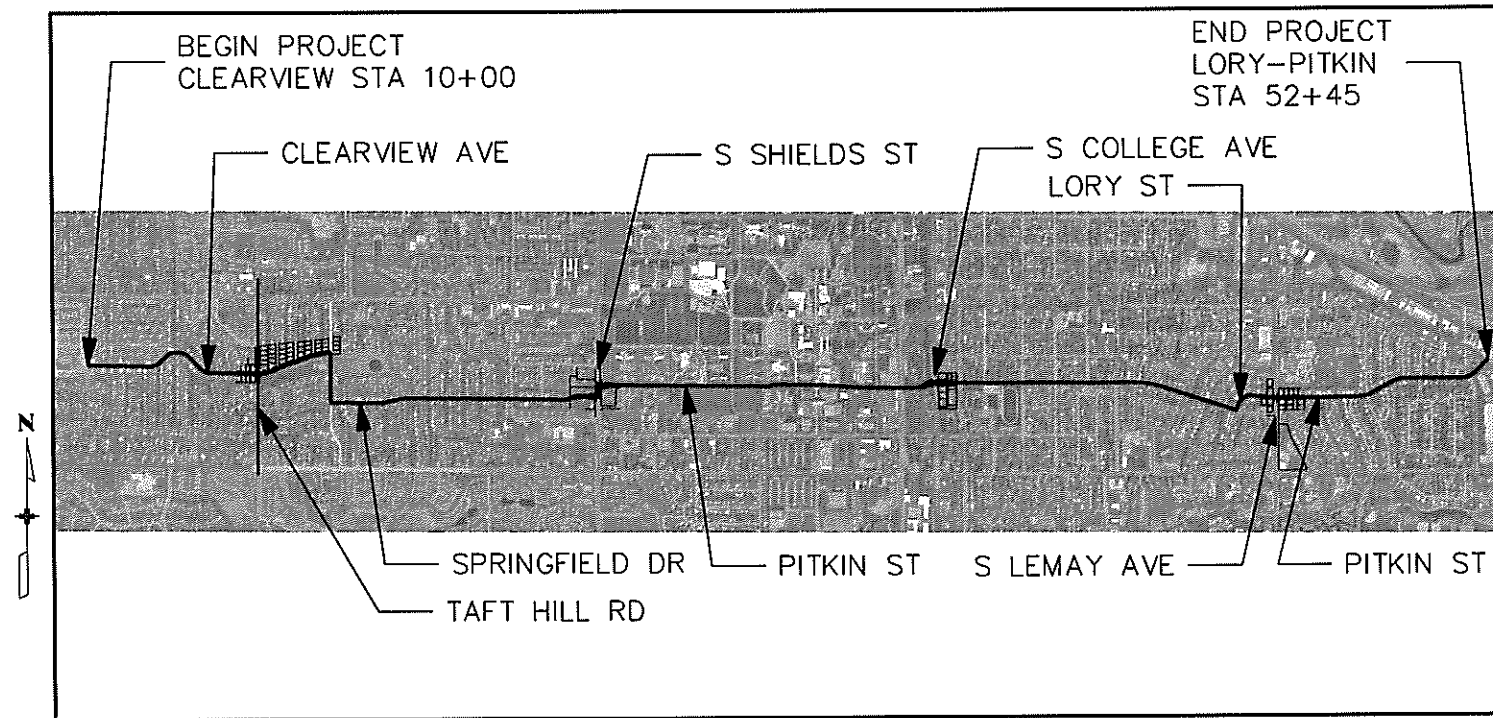 BEGIN PROJECT
CLEARVIEW STA 10+00
END PROJECT
LORY-PITKIN
STA 52+45
CLEARVIEW AVE
S SHIELDS ST
S COLLEGE AVE
LORY ST
N
SPRINGFIELD DR
PITKIN ST
S LEMAY AVE
PITKIN ST
TAFT HILL RD